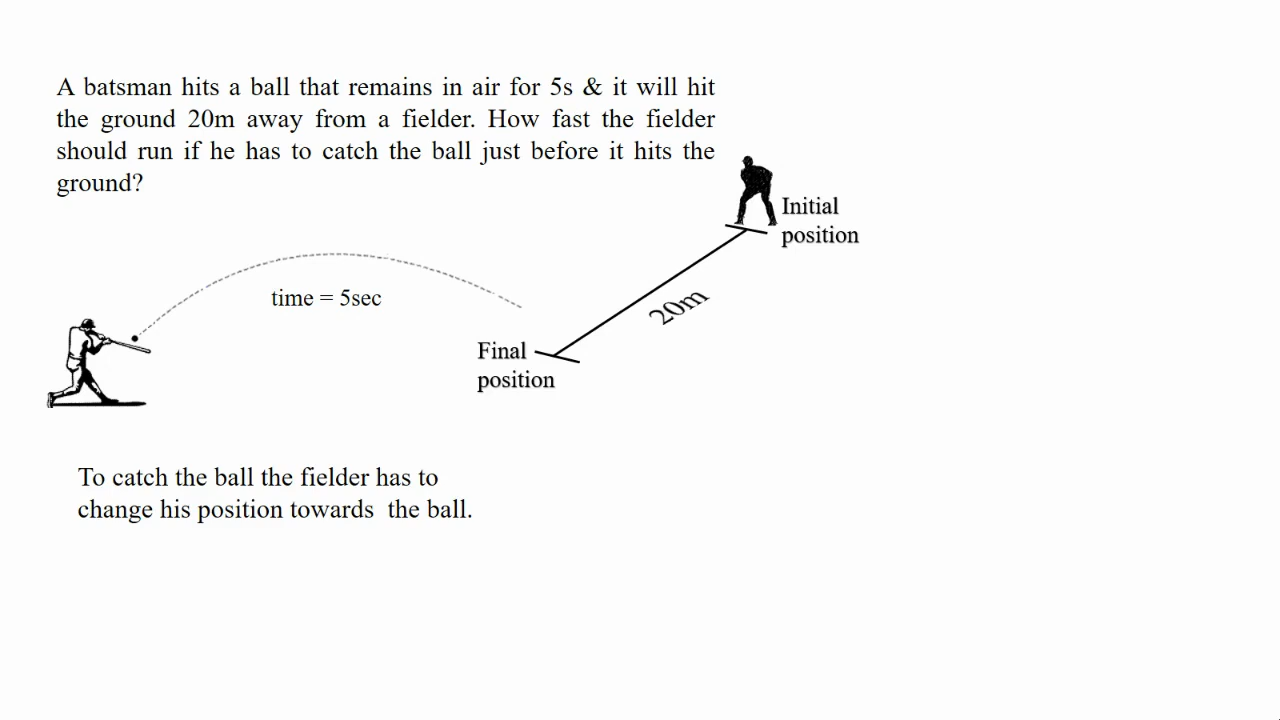 A batsman hits a ball that remains in air for 5s & it will hit
the ground 20m away from a fielder. How fast the fielder
should run if he has to catch the ball just before it hits the
ground?
Initial
position
time = 5sec
20m
Final
position
To catch the ball the fielder has to
change his position towards the ball.